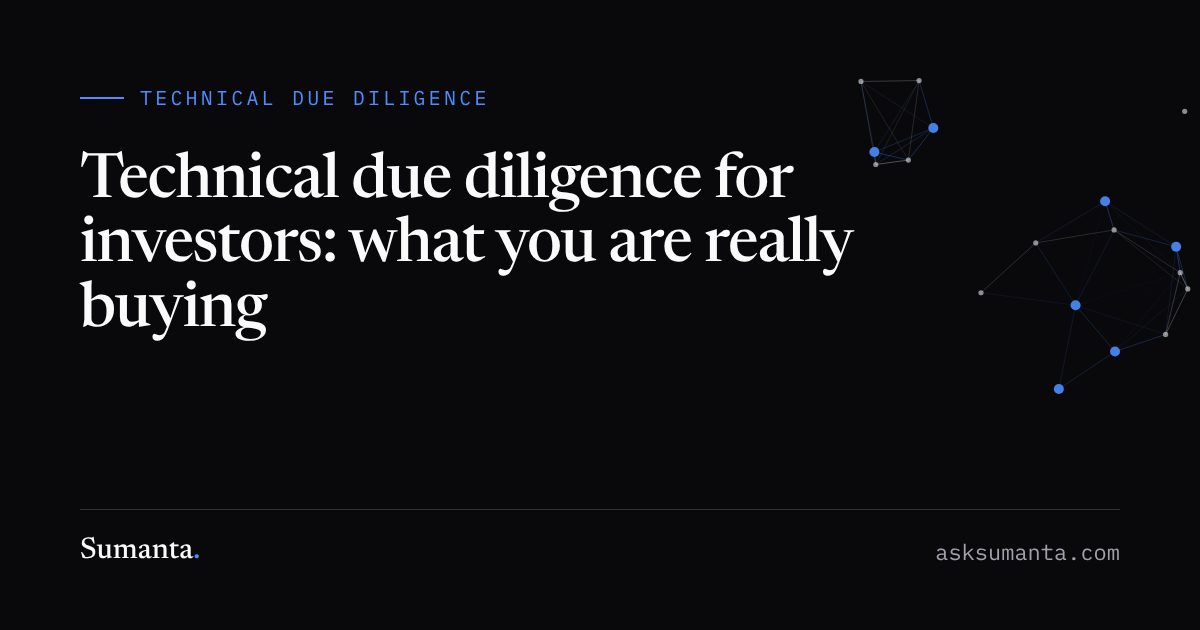 TECHNICAL DUE DILIGENCE
Technical due diligence for
investors: what you are really
buying
Sumanta.
asksumanta.com